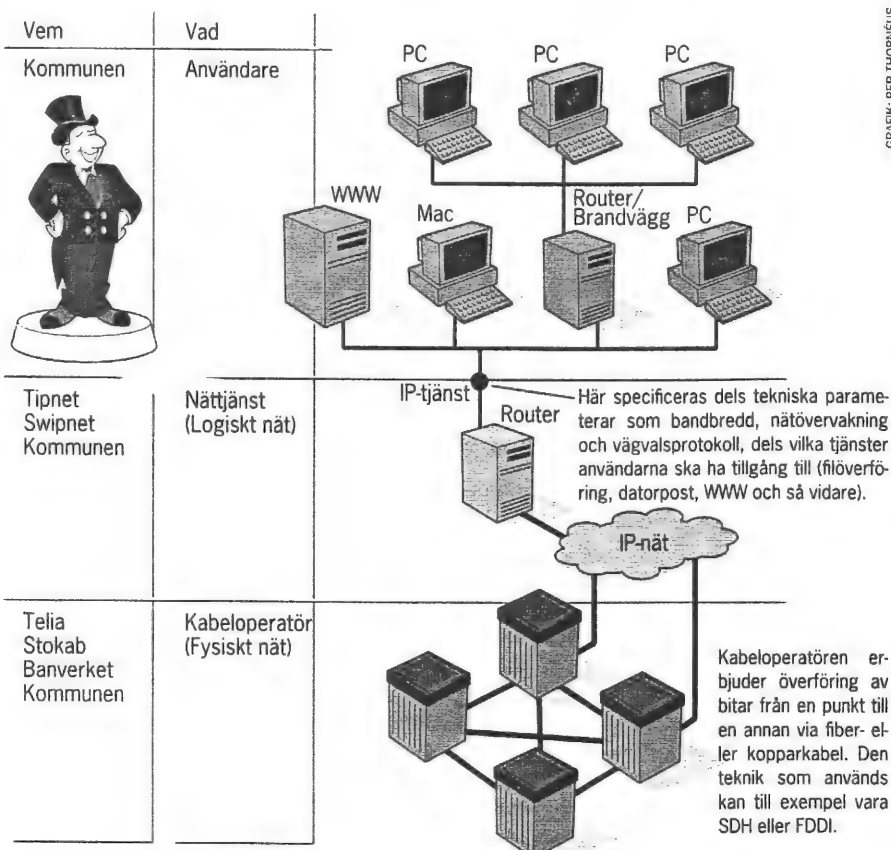 Vem
Vad
GRAFIK: PER THORNÉUS
Kommunen
Användare
PC
PC
PC
WWW
Mac
Router/
Brandvägg
PC
Tipnet
Swipnet
Kommunen
Nättjänst
(Logiskt nät)
IP-tjänst
Router
Här specificeras dels tekniska parame-
terar som bandbredd, nätövervakning
och vägvalsprotokoll, dels vilka tjänster
användarna ska ha tillgång till (filöverfö-
ring, datorpost, WWW och så vidare).
IP-nät
Telia
Stokab
Banverket
Kommunen
Kabeloperatör
(Fysiskt nät)
Kabeloperatören er-
bjuder överföring av
bitar från en punkt till
en annan via fiber- el-
ler kopparkabel. Den
teknik som används
kan till exempel vara
SDH eller FDDI.